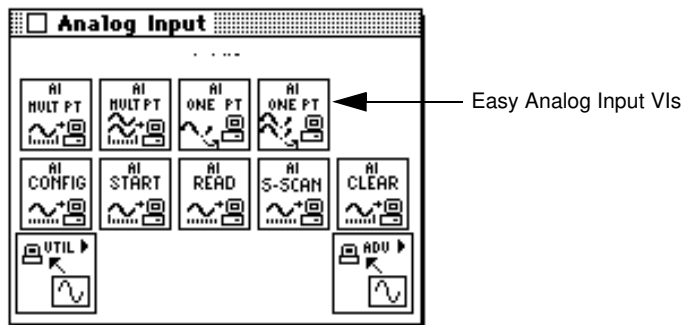 Analog Input
AI MULT PT
AI MULT PT
AI ONE PT
AI ONE PT
Easy Analog Input VIs
AI CONFIG
AI START
AI READ
AI S-SCAN
AI CLEAR
UTIL
ADV